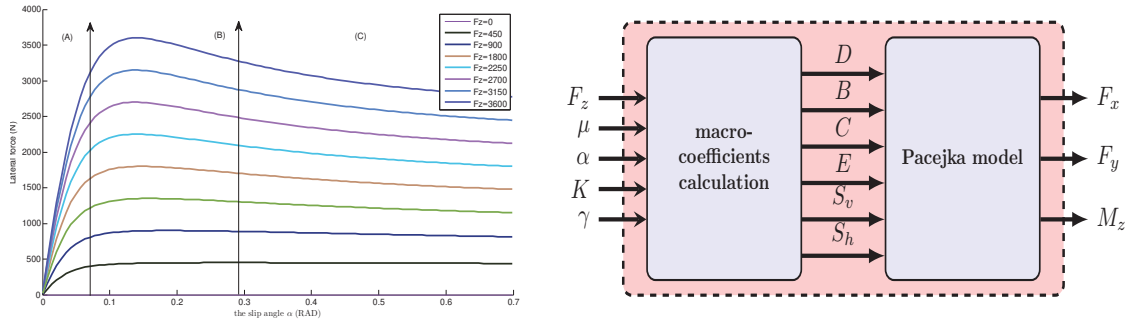 4000
3500
3000
2500
2000
1500
1000
500
0
Lateral force (N)
(A)
(B)
(C)
Fz=0
Fz=450
Fz=900
Fz=1800
Fz=2250
Fz=2700
Fz=3150
Fz=3600
0 0.1 0.2 0.3 0.4 0.5 0.6 0.7
the slip angle α (RAD)
F_z
μ
α
K
γ
macro-
coefficients
calculation
D
B
C
E
S_v
S_h
Pacejka model
F_x
F_y
M_z